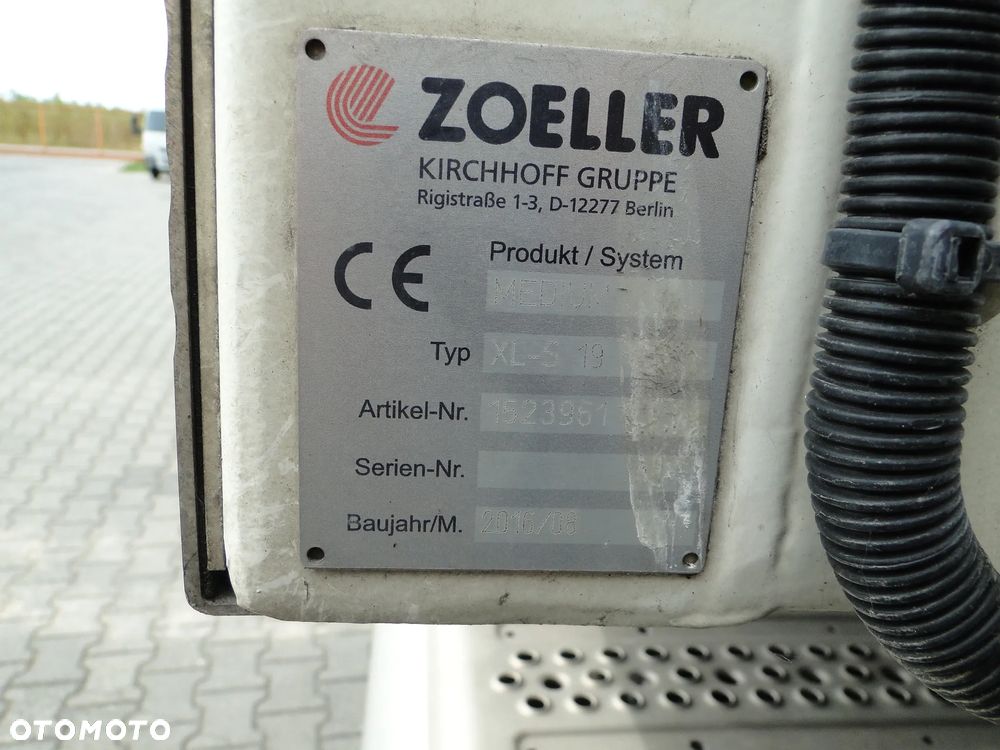 ZOELLER
KIRCHHOFF GRUPPE
Rigistraße 1-3, D-12277 Berlin
CE
Produkt / System
MEDIUM
Typ XL-S 19
Artikel-Nr. 1523961
Serien-Nr.
Baujahr/M. 2016/08
OTOMOTO